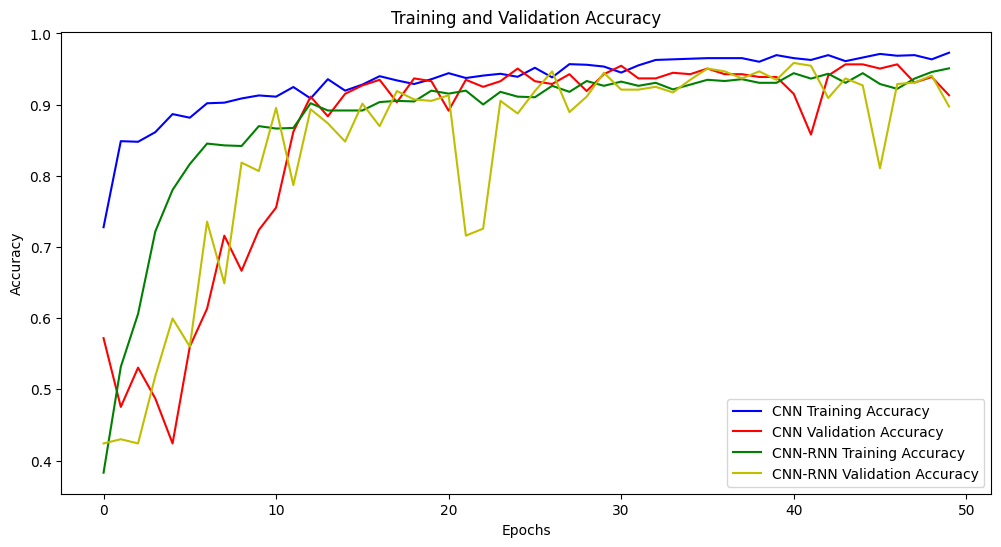 Training and Validation Accuracy
1.0
0.9
0.8
0.7
0.6
0.5
0.4
Accuracy
CNN Training Accuracy
CNN Validation Accuracy
CNN-RNN Training Accuracy
CNN-RNN Validation Accuracy
0 10 20 30 40 50
Epochs